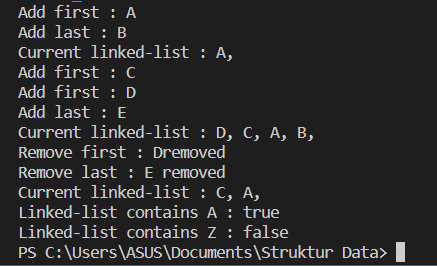 Add first : A
Add last : B
Current linked-list : A,
Add first : C
Add first : D
Add last : E
Current linked-list : D, C, A, B,
Remove first : Dremoved
Remove last : E removed
Current linked-list : C, A,
Linked-list contains A : true
Linked-list contains Z : false
PS C:\Users\ASUS\Documents\Struktur Data>